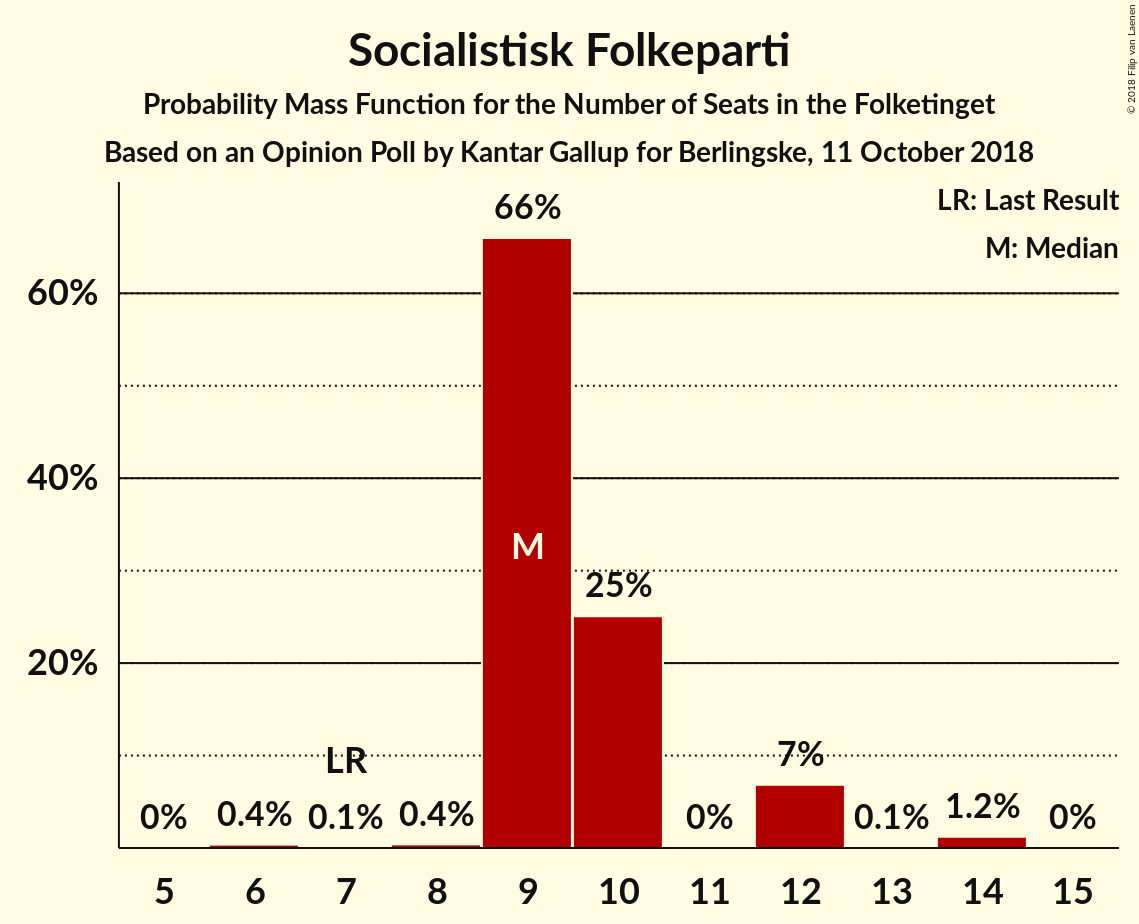 Socialistisk Folkeparti
Probability Mass Function for the Number of Seats in the Folketinget
Based on an Opinion Poll by Kantar Gallup for Berlingske, 11 October 2018
© 2018 Filip van Laenen
LR: Last Result
M: Median
60%
40%
20%
0%
0.4%
LR
0.1%
0.4%
66%
M
25%
0%
7%
0.1%
1.2%
0%
5 6 7 8 9 10 11 12 13 14 15